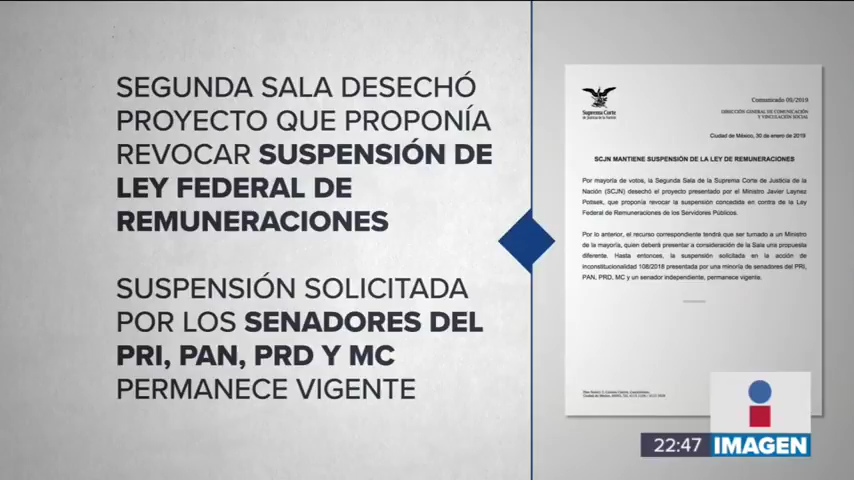 SEGUNDA SALA DESECHÓ
PROYECTO QUE PROPONÍA
REVOCAR SUSPENSIÓN DE
LEY FEDERAL DE
REMUNERACIONES
SUSPENSIÓN SOLICITADA
POR LOS SENADORES DEL
PRI, PAN, PRD Y MC
PERMANECE VIGENTE
Suprema Corte
de Justicia de la Nación
Comunicado 09/2019
DIRECCIÓN GENERAL DE COMUNICACIÓN
Y VINCULACIÓN SOCIAL
Ciudad de México, 30 de enero de 2019
SCJN MANTIENE SUSPENSIÓN DE LA LEY DE REMUNERACIONES
Por mayoría de votos, la Segunda Sala de la Suprema Corte de Justicia de la
Nación (SCJN) desechó el proyecto presentado por el Ministro Javier Laynez
Potisek, que proponía revocar la suspensión concedida en contra de la Ley
Federal de Remuneraciones de los Servidores Públicos.
Por lo anterior, el recurso correspondiente tendrá que ser turnado a un Ministro
de la mayoría, quien deberá presentar a consideración de la Sala una propuesta
diferente. Hasta entonces, la suspensión solicitada en la acción de
inconstitucionalidad 108/2018 presentada por una minoría de senadores del PRI,
PAN, PRD, MC y un senador independiente, permanece vigente.
22:47 IMAGEN